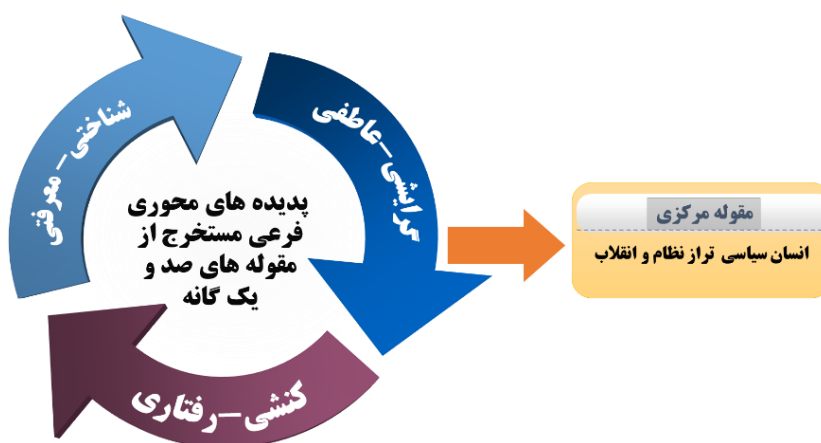 شناختی-معرفتی
گرایشی-عاطفی
کنشی-رفتاری
پدیده های محوری
فرعی مستخرج از
مقوله های صد و
یک گانه
مقوله مرکزی
انسان سیاسی تراز نظام و انقلاب